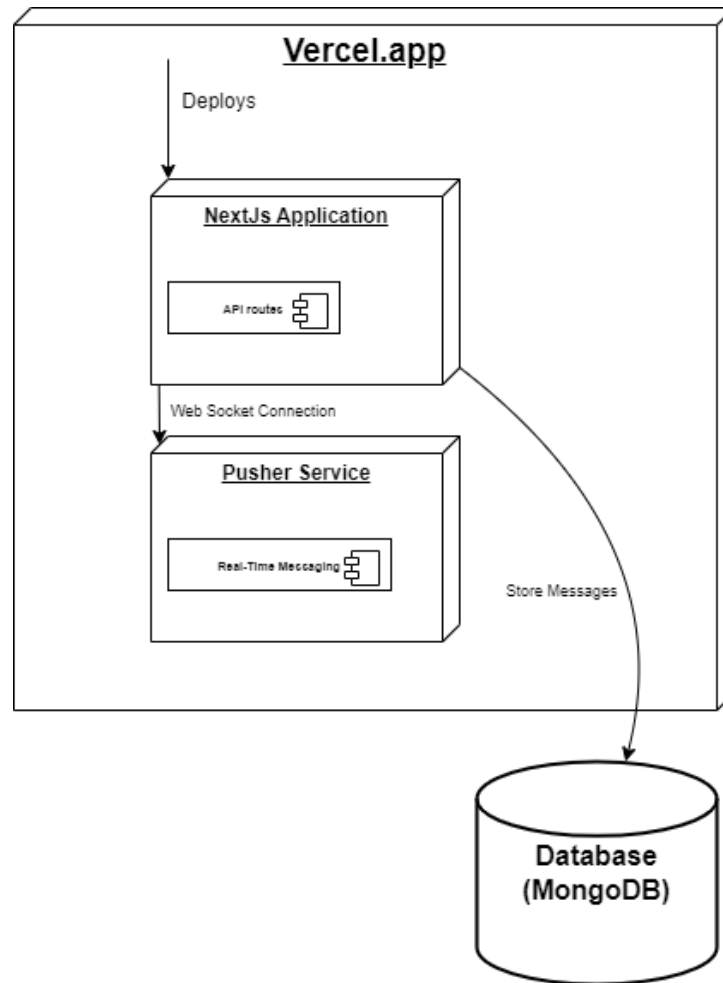 Vercel.app
Deploys
NextJs Application
API routes
Web Socket Connection
Pusher Service
Real-Time Messaging
Store Messages
Database
(MongoDB)